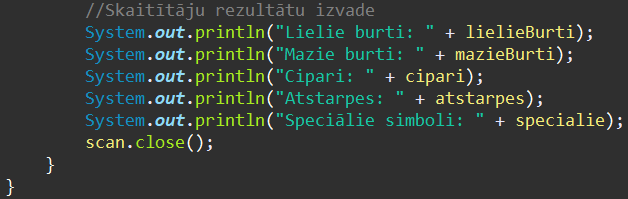 //Skaitītāju rezultātu izvade
System.out.println("Lielie burti: " + lielieBurti);
System.out.println("Mazie burti: " + mazieBurti);
System.out.println("Cipari: " + cipari);
System.out.println("Atstarpes: " + atstarpes);
System.out.println("Speciālie simboli: " + specialie);
scan.close();
}
}